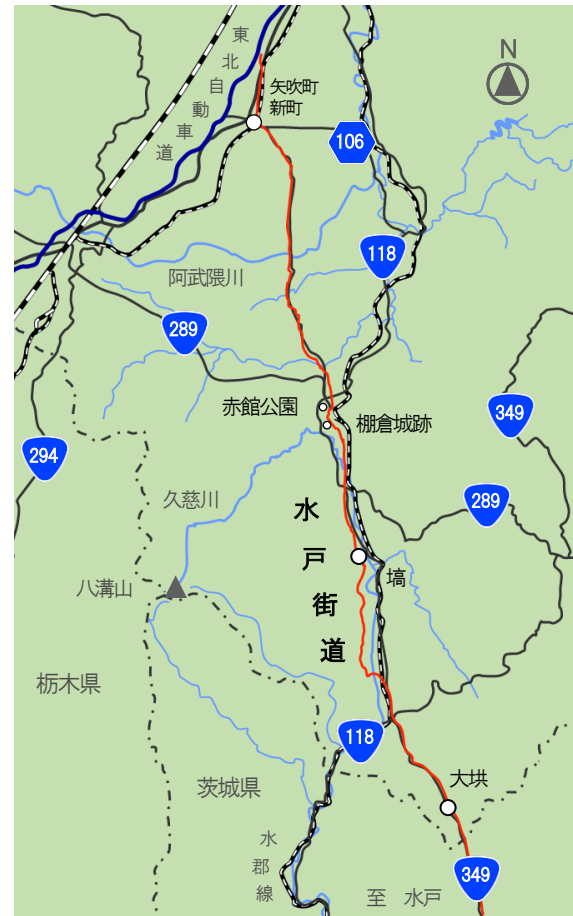 東北自動車道
矢吹町
新町
N
106
118
阿武隈川
289
赤館公園
棚倉城跡
349
294
289
久慈川
水戸街道
塙
八溝山
栃木県
118
茨城県
大垬
水郡線
349
至 水戸